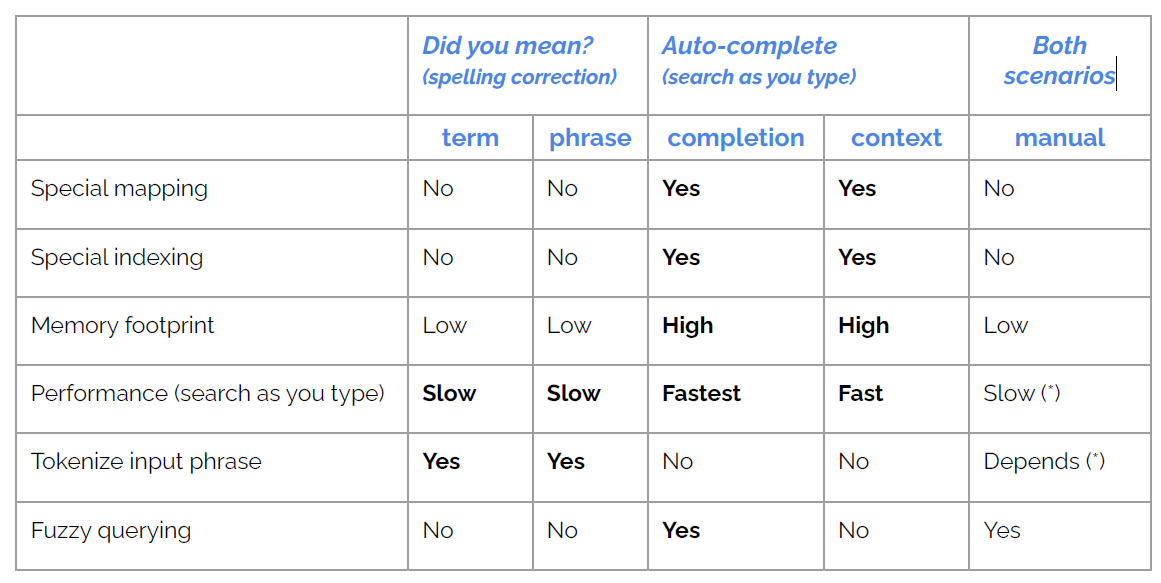 Did you mean? Auto-complete Both
(spelling correction) (search as you type) scenarios
term phrase completion context manual
Special mapping No No Yes Yes No
Special indexing No No Yes Yes No
Memory footprint Low Low High High Low
Performance (search as you type) Slow Slow Fastest Fast Slow (*)
Tokenize input phrase Yes Yes No No Depends (*)
Fuzzy querying No No Yes No Yes